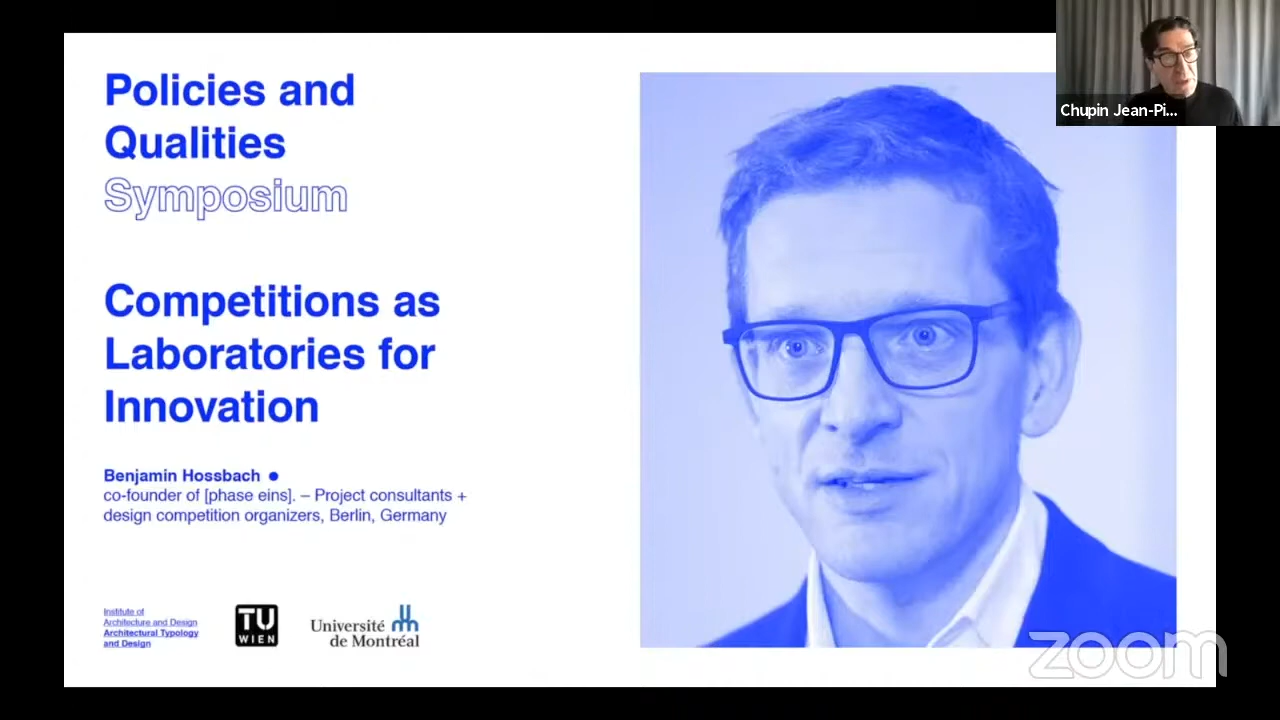 Policies and
Qualities
Symposium
Competitions as
Laboratories for
Innovation
Benjamin Hossbach ●
co-founder of [phase eins]. – Project consultants +
design competition organizers, Berlin, Germany
Institute of
Architecture and Design
Architectural Typology
and Design
TU
WIEN
Université
de Montréal
Chupin Jean-Pi...
zoom